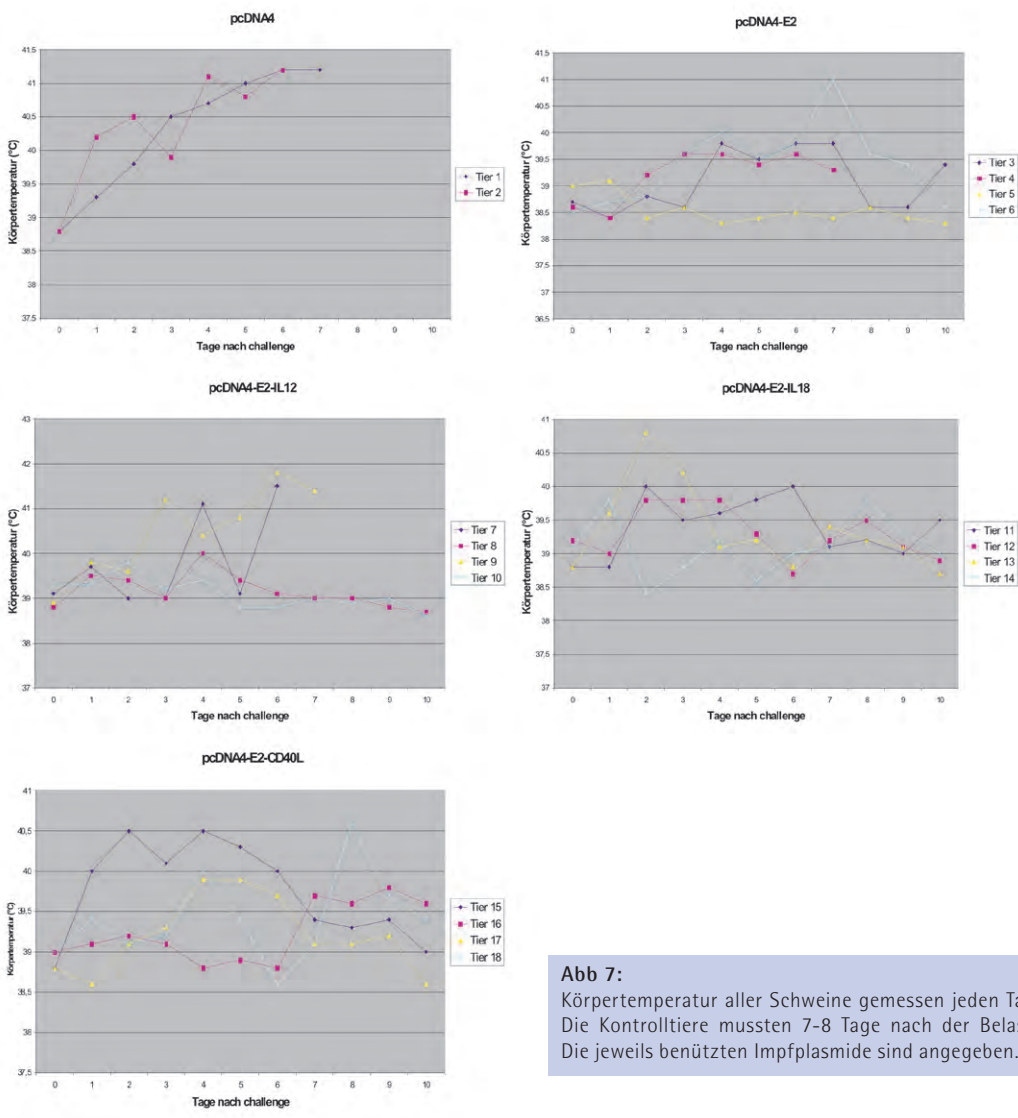 pcDNA4
41.5
41
40.5
40
39.5
39
38.5
38
37.5
Körpertemperatur (°C)
0 1 2 3 4 5 6 7 8 9 10
Tage nach challenge
Tier 1
Tier 2
pcDNA4-E2
41.5
41
40.5
40
39.5
39
38.5
38
37.5
37
36.5
Körpertemperatur (°C)
0 1 2 3 4 5 6 7 8 9 10
Tage nach challenge
Tier 3
Tier 4
Tier 5
Tier 6
pcDNA4-E2-IL12
43
42
41
40
39
38
37
Körpertemperatur (°C)
0 1 2 3 4 5 6 7 8 9 10
Tage nach challenge
Tier 7
Tier 8
Tier 9
Tier 10
pcDNA4-E2-IL18
41
40.5
40
39.5
39
38.5
38
37.5
37
Körpertemperatur (°C)
0 1 2 3 4 5 6 7 8 9 10
Tage nach challenge
Tier 11
Tier 12
Tier 13
Tier 14
pcDNA4-E2-CD40L
41
40,5
40
39,5
39
38,5
38
37,5
Körpertemperatur (°C)
0 1 2 3 4 5 6 7 8 9 10
Tage nach challenge
Tier 15
Tier 16
Tier 17
Tier 18
Abb 7:
Körpertemperatur aller Schweine gemessen jeden Ta
Die Kontrolltiere mussten 7-8 Tage nach der Belas
Die jeweils benützten Impfplasmide sind angegeben.